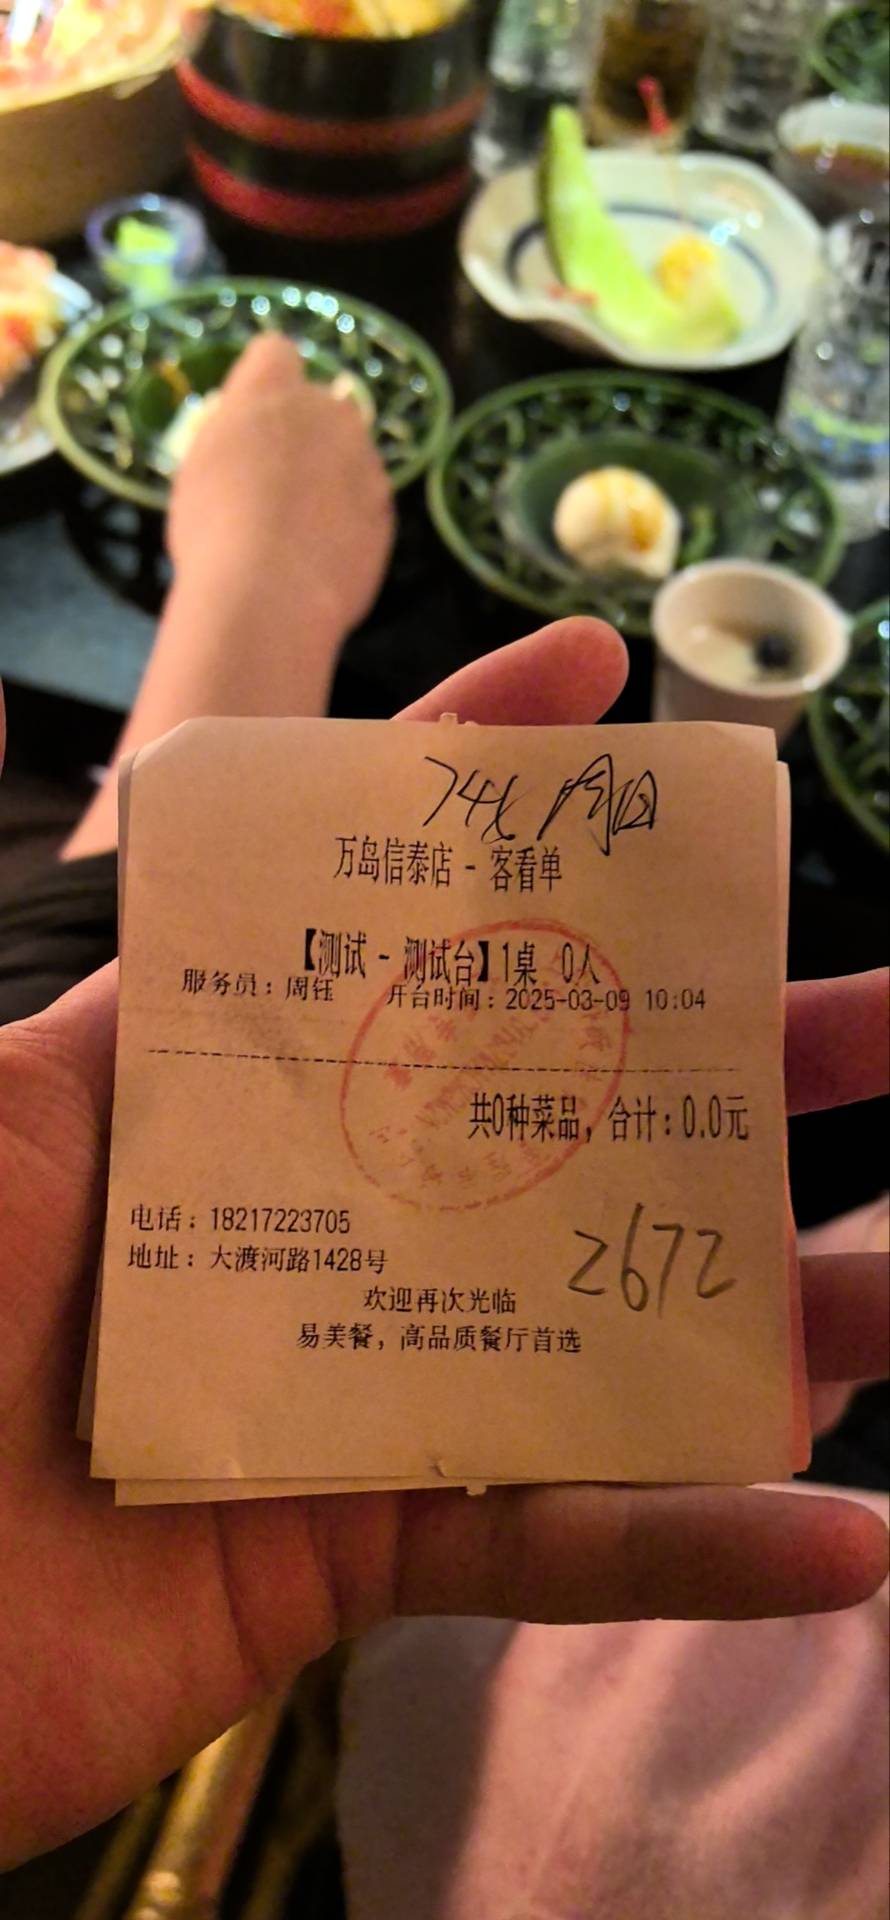 万岛信泰店 - 客看单
【测试 - 测试台】1桌 0人
服务员：周钰 开台时间：2025-03-09 10:04
共0种菜品，合计：0.0元
电话：18217223705
地址：大渡河路1428号
2672
欢迎再次光临
易美餐，高品质餐厅首选